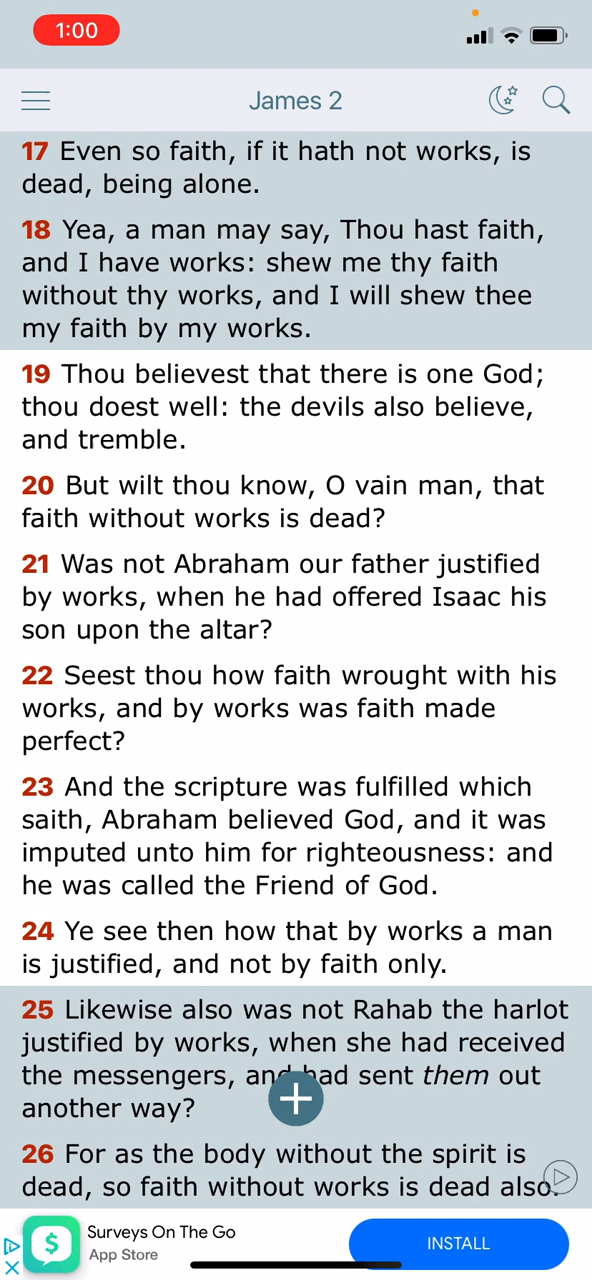 1:00
James 2
17 Even so faith, if it hath not works, is
dead, being alone.
18 Yea, a man may say, Thou hast faith,
and I have works: shew me thy faith
without thy works, and I will shew thee
my faith by my works.
19 Thou believest that there is one God;
thou doest well: the devils also believe,
and tremble.
20 But wilt thou know, O vain man, that
faith without works is dead?
21 Was not Abraham our father justified
by works, when he had offered Isaac his
son upon the altar?
22 Seest thou how faith wrought with his
works, and by works was faith made
perfect?
23 And the scripture was fulfilled which
saith, Abraham believed God, and it was
imputed unto him for righteousness: and
he was called the Friend of God.
24 Ye see then how that by works a man
is justified, and not by faith only.
25 Likewise also was not Rahab the harlot
justified by works, when she had received
the messengers, and had sent them out
another way?
26 For as the body without the spirit is
dead, so faith without works is dead also.
Surveys On The Go
App Store
INSTALL